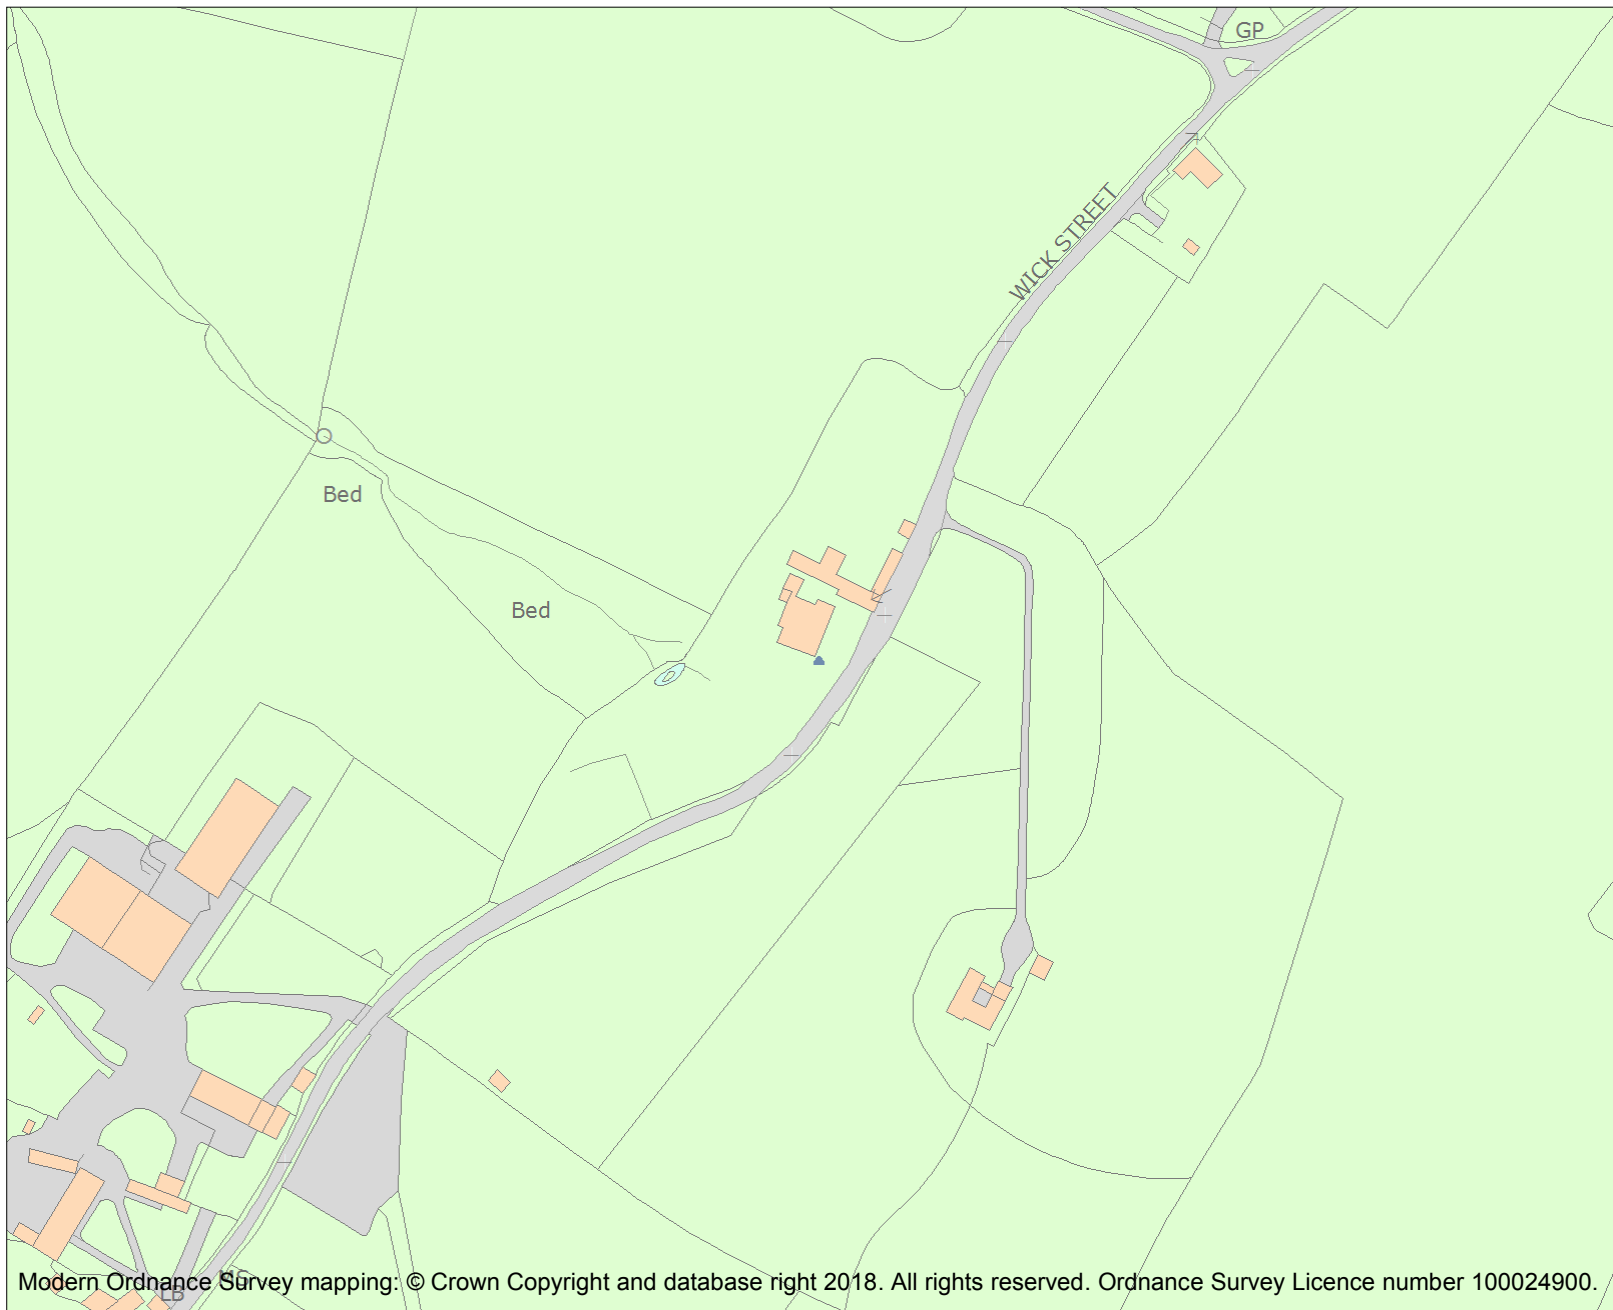 GP
WICK STREET
Bed
Bed
MS
LB
Modern Ordnance Survey mapping: © Crown Copyright and database right 2018. All rights reserved. Ordnance Survey Licence number 100024900.